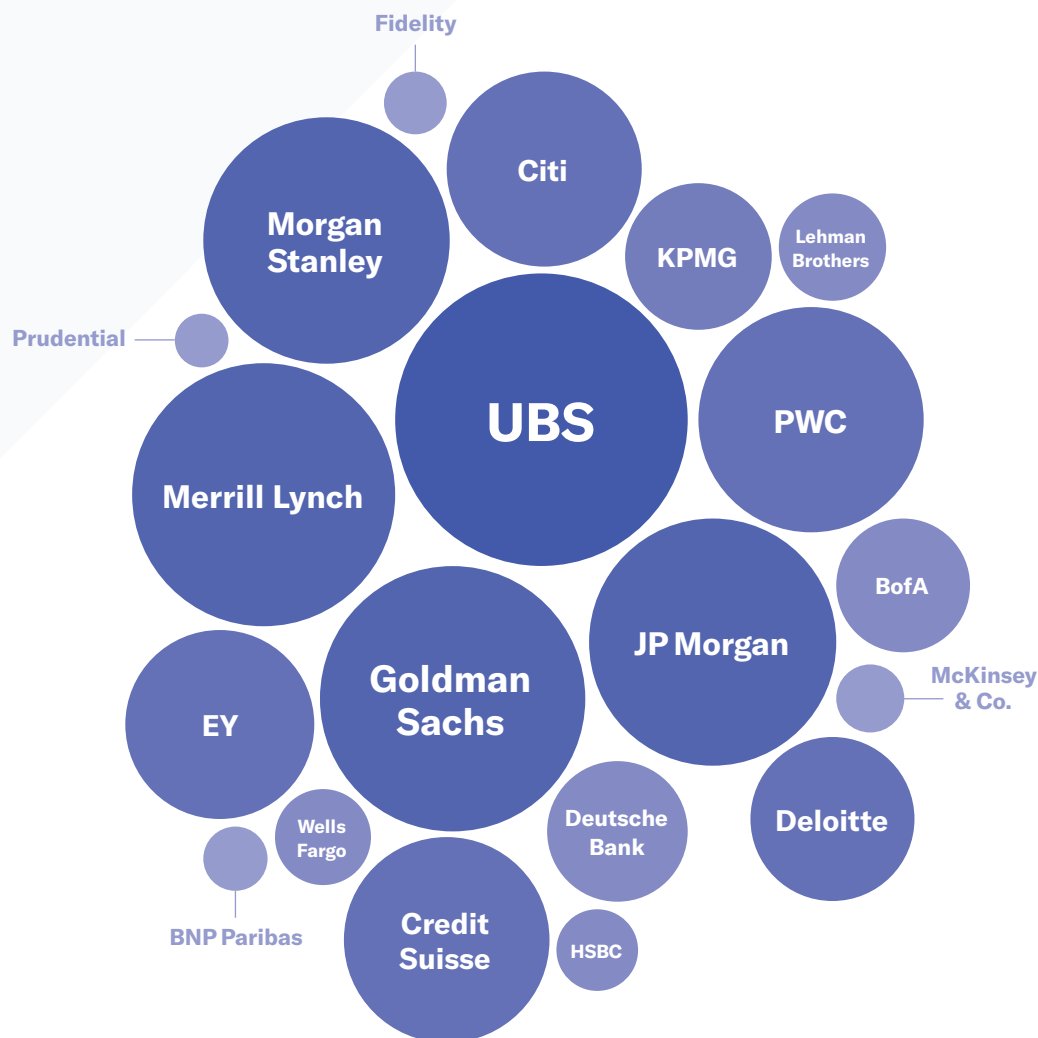 Fidelity
Citi
Morgan
Stanley
KPMG
Lehman
Brothers
Prudential
UBS
PWC
Merrill Lynch
BofA
JP Morgan
Goldman
Sachs
McKinsey
& Co.
EY
Deutsche
Bank
Deloitte
Wells
Fargo
BNP Paribas
Credit
Suisse
HSBC